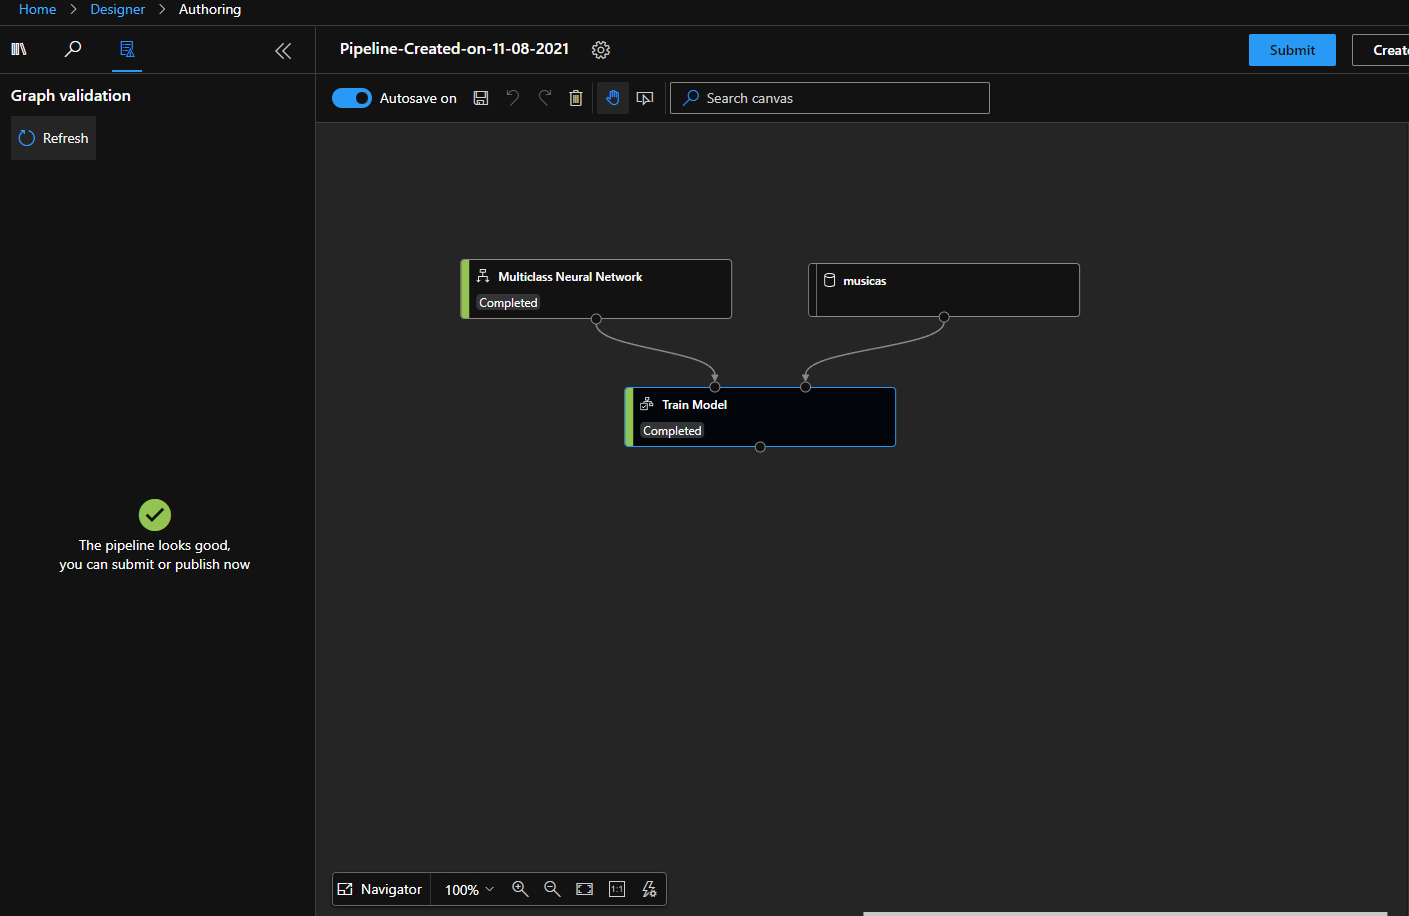 Home > Designer > Authoring
Pipeline-Created-on-11-08-2021
Submit
Create
Graph validation
Refresh
Autosave on
Search canvas
Multiclass Neural Network
Completed
musicas
Train Model
Completed
The pipeline looks good,
you can submit or publish now
Navigator
100%
1:1